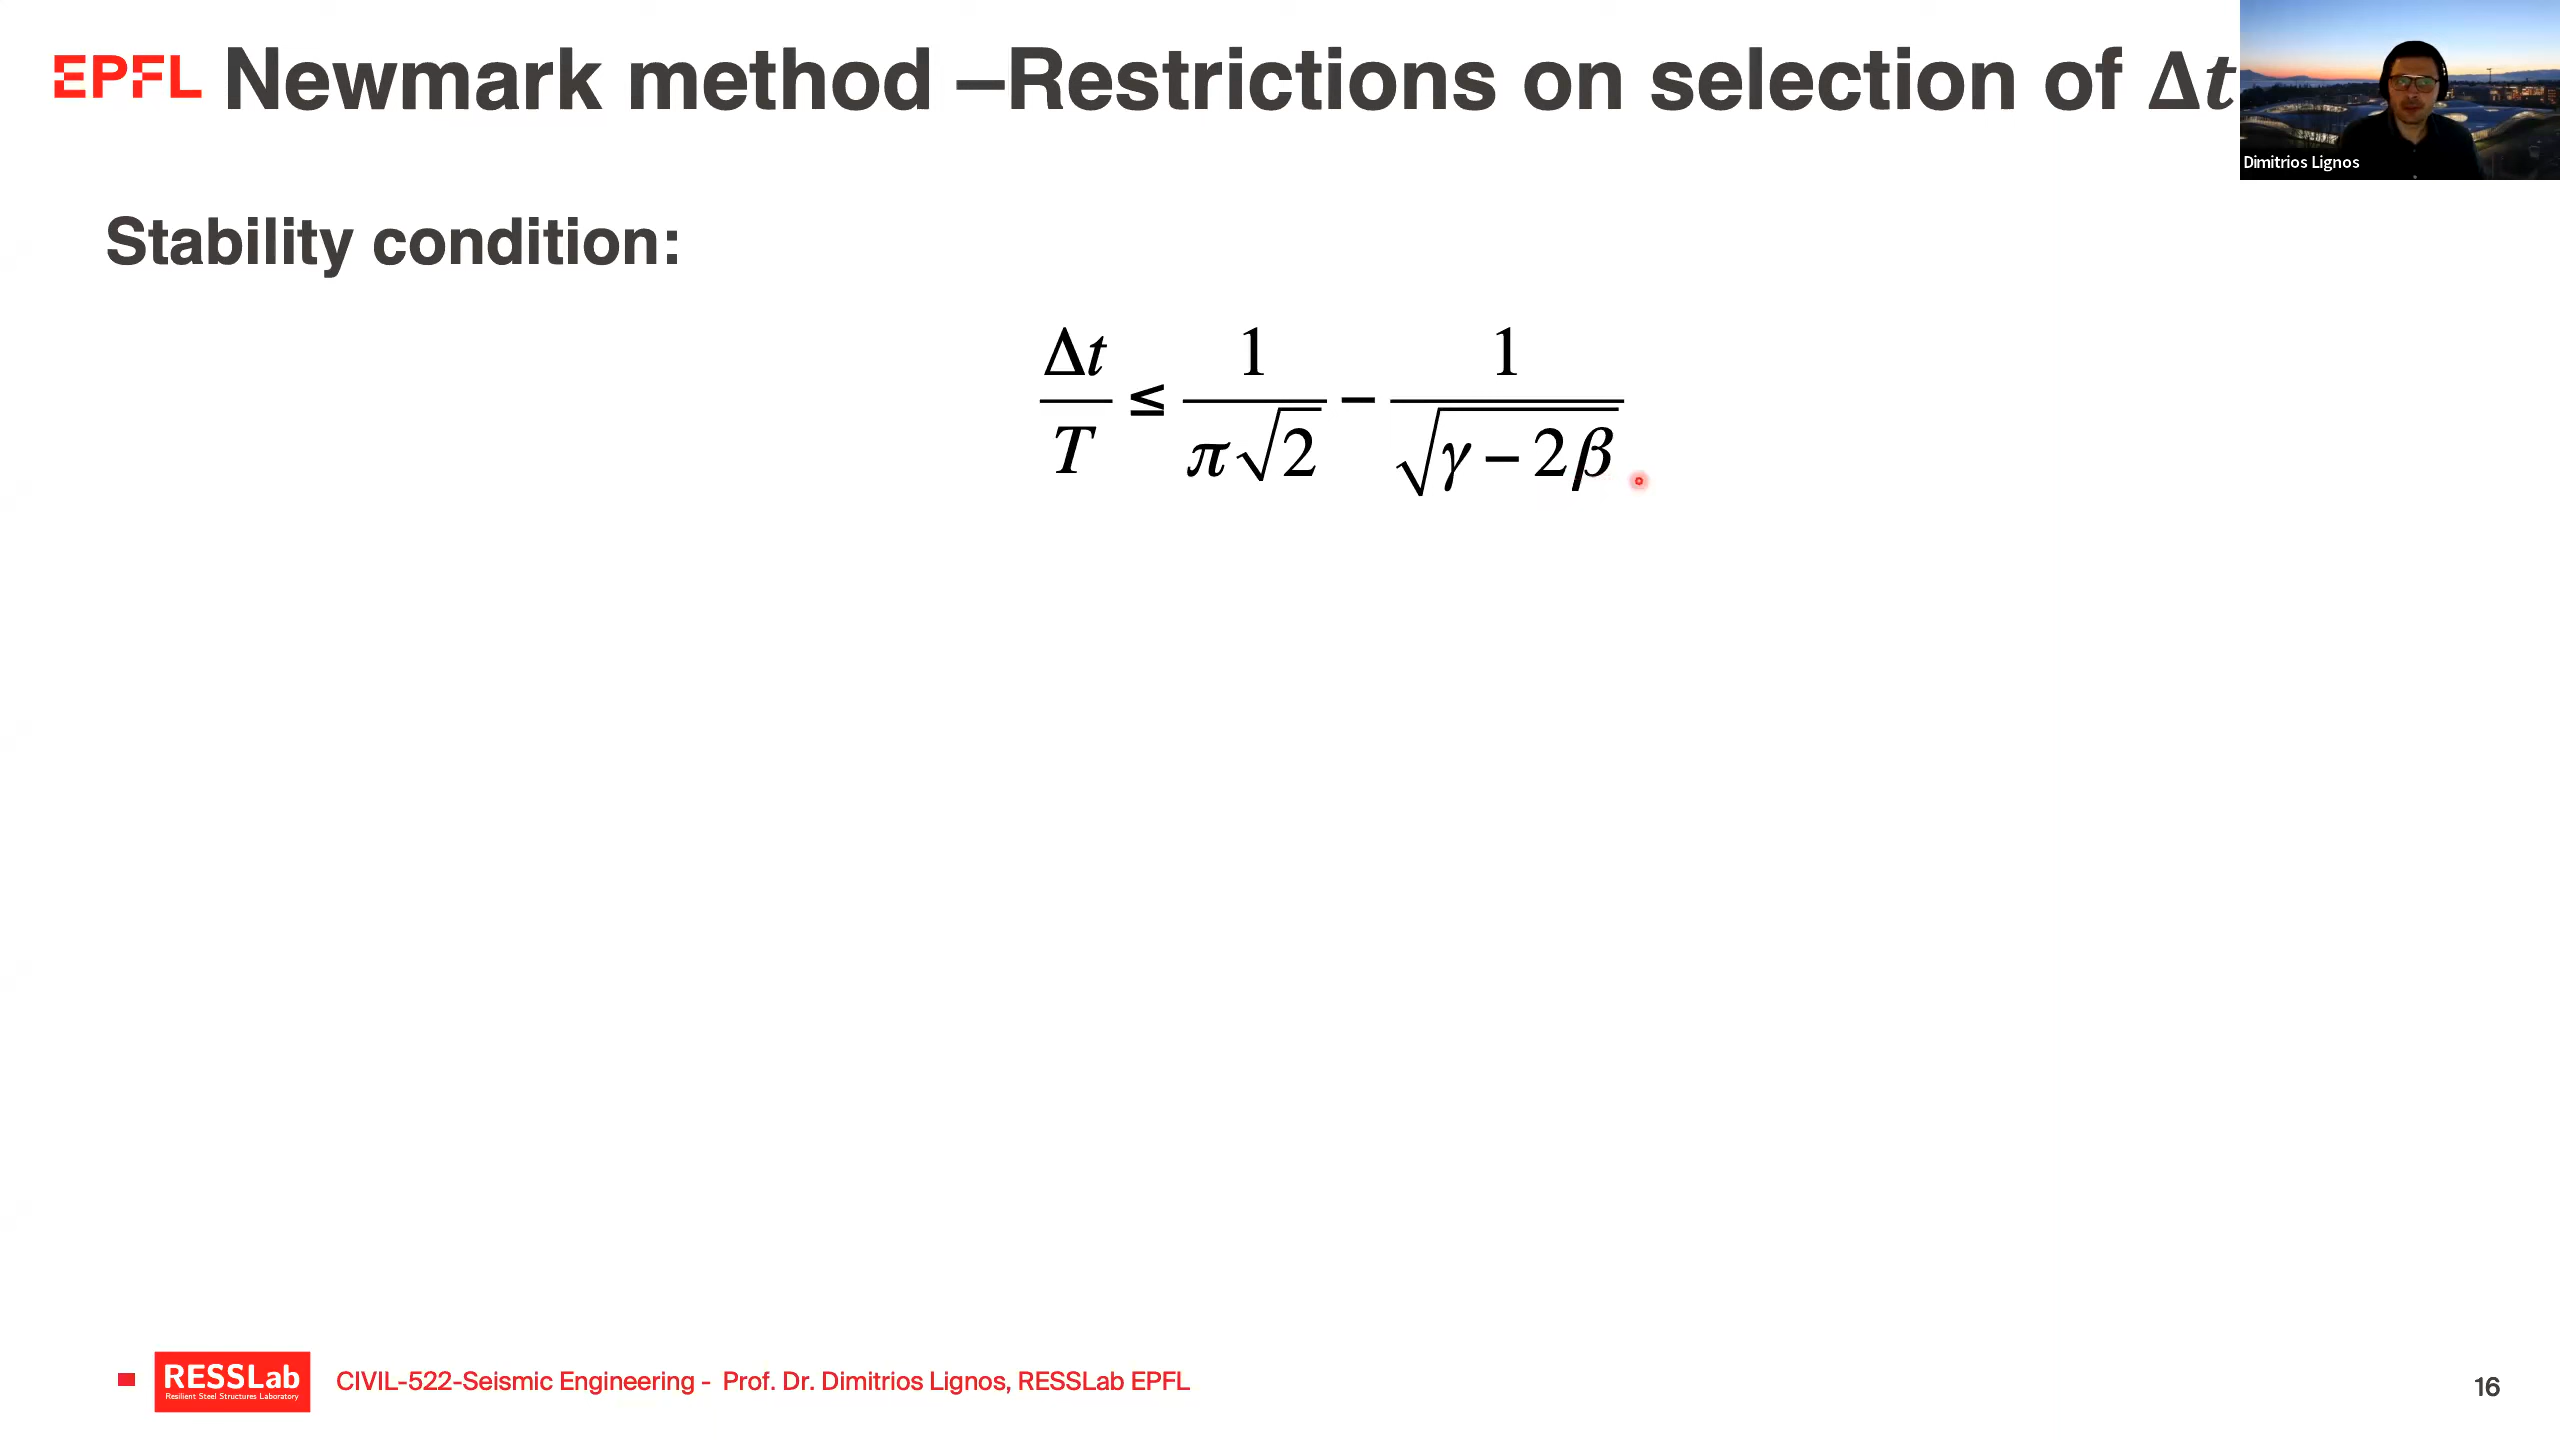 EPFL Newmark method –Restrictions on selection of Δt
Dimitrios Lignos
Stability condition:
Δt/T ≤ 1/(π√2) − 1/√(γ − 2β)
RESSLab
Resilient Steel Structures Laboratory
CIVIL-522-Seismic Engineering - Prof. Dr. Dimitrios Lignos, RESSLab EPFL
16